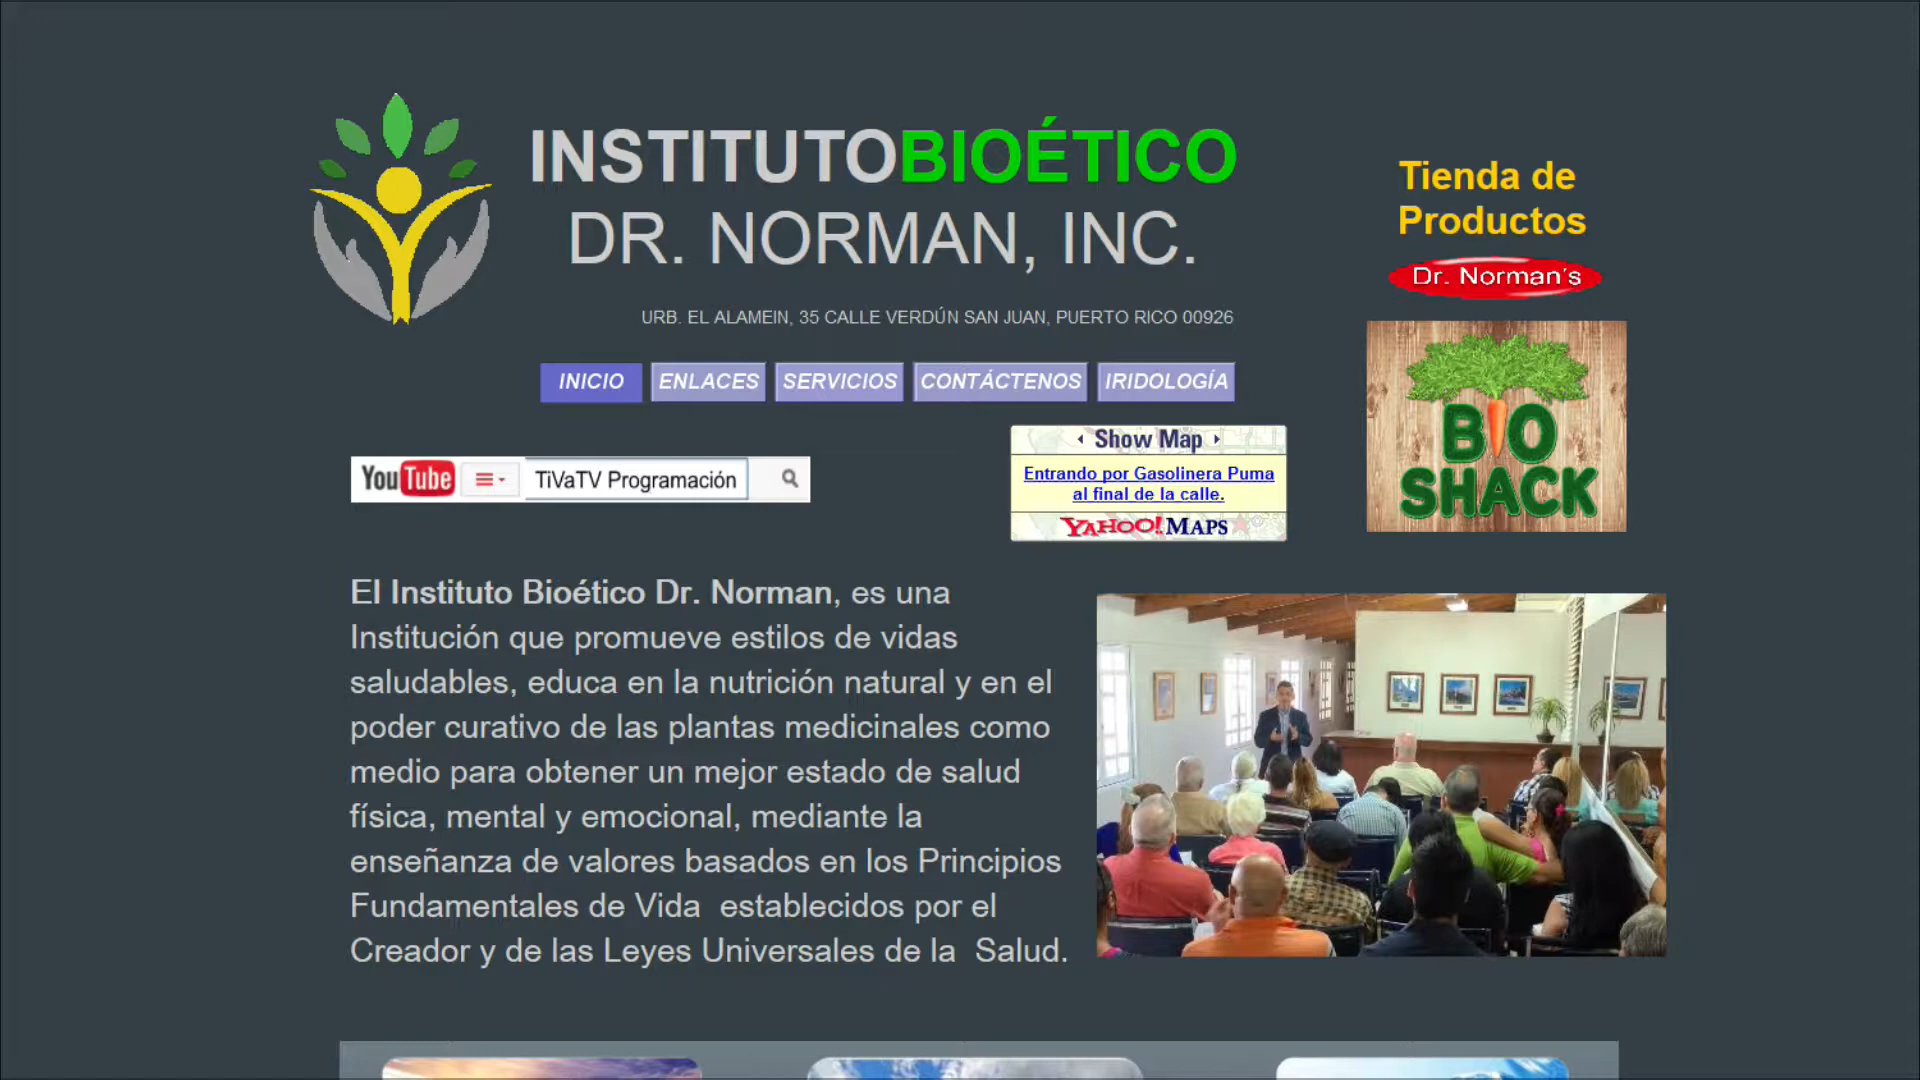 INSTITUTOBIOÉTICO
DR. NORMAN, INC.
URB. EL ALAMEIN, 35 CALLE VERDÚN SAN JUAN, PUERTO RICO 00926
Tienda de
Productos
Dr. Norman's
BIO
SHACK
INICIO
ENLACES
SERVICIOS
CONTÁCTENOS
IRIDOLOGÍA
YouTube
TiVaTV Programación
Show Map
Entrando por Gasolinera Puma
al final de la calle.
YAHOO! MAPS
El Instituto Bioético Dr. Norman, es una
Institución que promueve estilos de vidas
saludables, educa en la nutrición natural y en el
poder curativo de las plantas medicinales como
medio para obtener un mejor estado de salud
física, mental y emocional, mediante la
enseñanza de valores basados en los Principios
Fundamentales de Vida  establecidos por el
Creador y de las Leyes Universales de la  Salud.